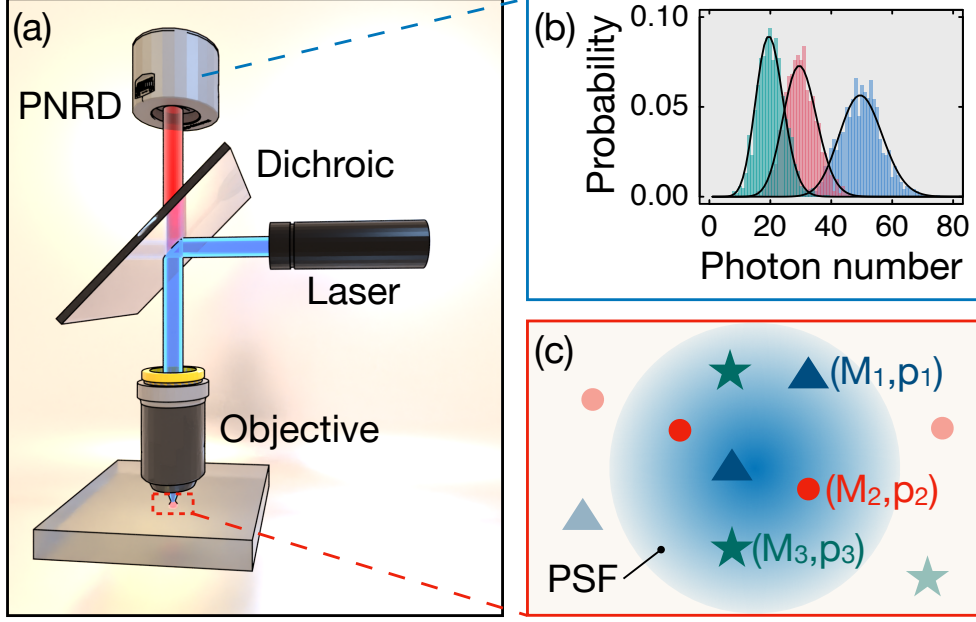 (a)
PNRD
Dichroic
Laser
Objective
(b)
Probability
0.10
0.05
0.00
20 40 60 80
Photon number
(c)
(M₁,p₁)
(M₂,p₂)
(M₃,p₃)
PSF